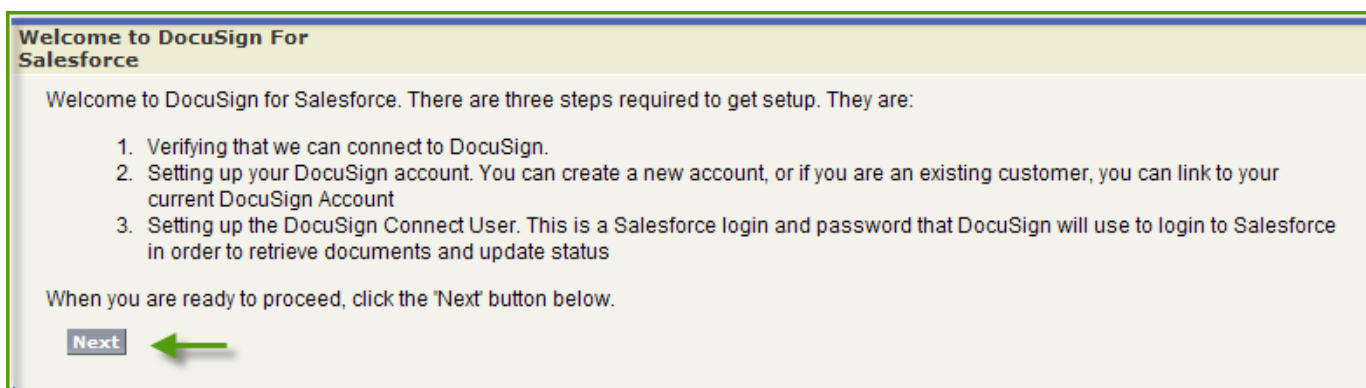 Welcome to DocuSign For
Salesforce
Welcome to DocuSign for Salesforce. There are three steps required to get setup. They are:
1. Verifying that we can connect to DocuSign.
2. Setting up your DocuSign account. You can create a new account, or if you are an existing customer, you can link to your
current DocuSign Account
3. Setting up the DocuSign Connect User. This is a Salesforce login and password that DocuSign will use to login to Salesforce
in order to retrieve documents and update status
When you are ready to proceed, click the 'Next' button below.
Next